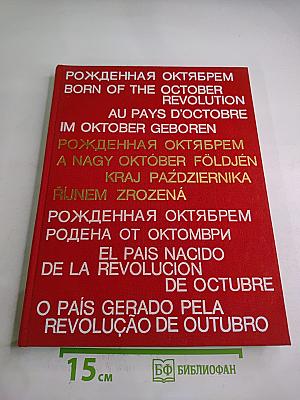 РОЖДЕННАЯ ОКТЯБРЕМ
BORN OF THE OCTOBER
REVOLUTION
AU PAYS D'OCTOBRE
IM OKTOBER GEBOREN
РОЖДЕННАЯ ОКТЯБРЕМ
A NAGY OKTÓBER FÖLDJÉN
KRAJ PAŹDZIERNIKA
ŘÍJNEM ZROZENÁ
РОЖДЕННАЯ ОКТЯБРЕМ
РОДЕНА ОТ ОКТОМВРИ
EL PAIS NACIDO
DE LA REVOLUCION
DE OCTUBRE
O PAÍS GERADO PELA
REVOLUÇÃO DE OUTUBRO
15 СМ
БФ БИБЛИОФАН